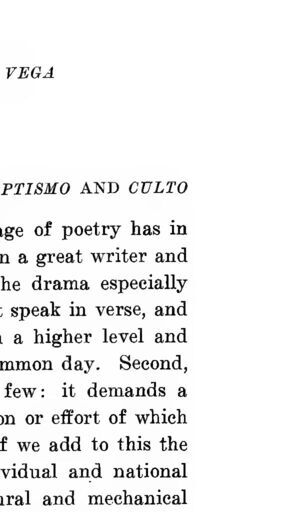 VEGA
PTISMO AND CULTO
age of poetry has in
n a great writer and
he drama especially
t speak in verse, and
a higher level and
mmon day. Second,
few: it demands a
on or effort of which
f we add to this the
vidual and national
ural and mechanical